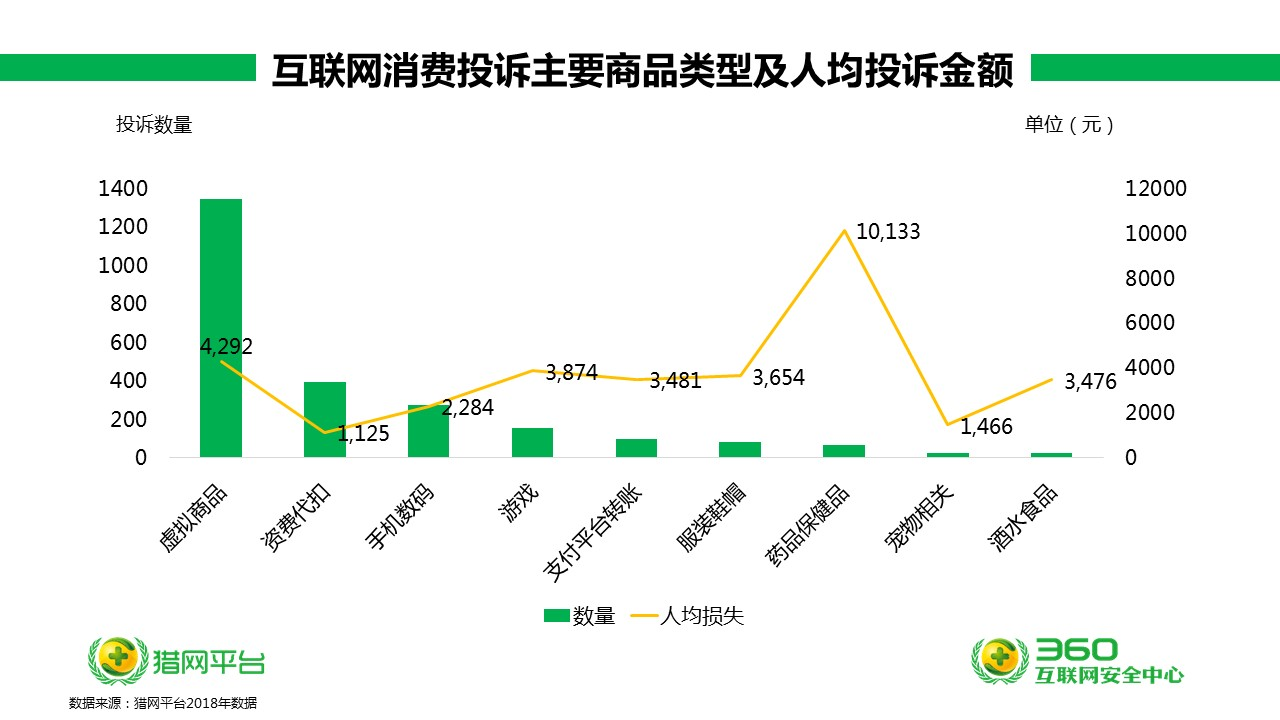 互联网消费投诉主要商品类型及人均投诉金额
投诉数量
单位（元）
1400
1200
1000
800
600
400
200
0
12000
10000
8000
6000
4000
2000
0
4,292
1,125
2,284
3,874
3,481
3,654
10,133
1,466
3,476
虚拟商品
资费代扣
手机数码
游戏
支付平台转账
服装鞋帽
药品保健品
宠物相关
酒水食品
数量
人均损失
猎网平台
360
互联网安全中心
数据来源：猎网平台2018年数据